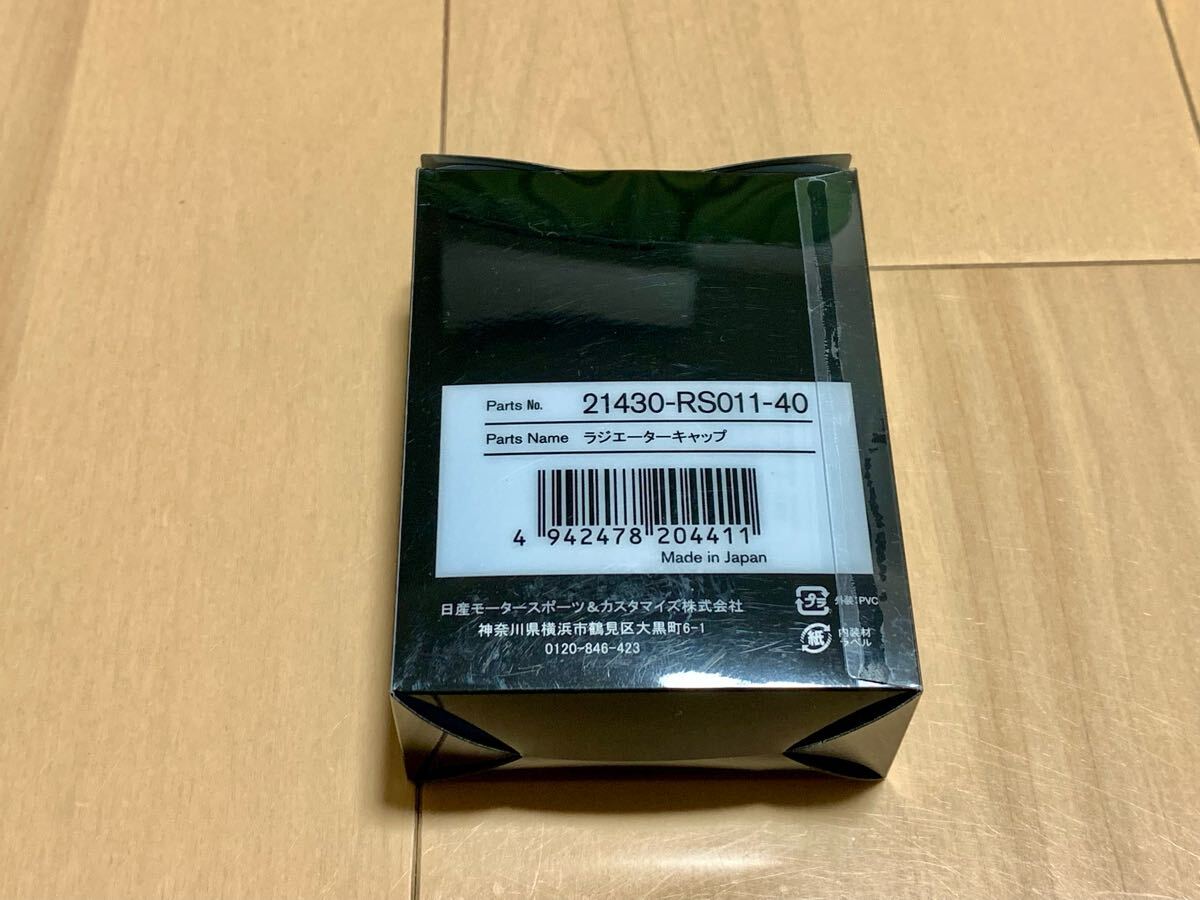 Parts No. 21430-RS011-40
Parts Name ラジエーターキャップ
4 942478 204411
Made in Japan
日産モータースポーツ&カスタマイズ株式会社
神奈川県横浜市鶴見区大黒町6-1
0120-846-423
プラ 外装:PVC
紙 内装材
ラベル